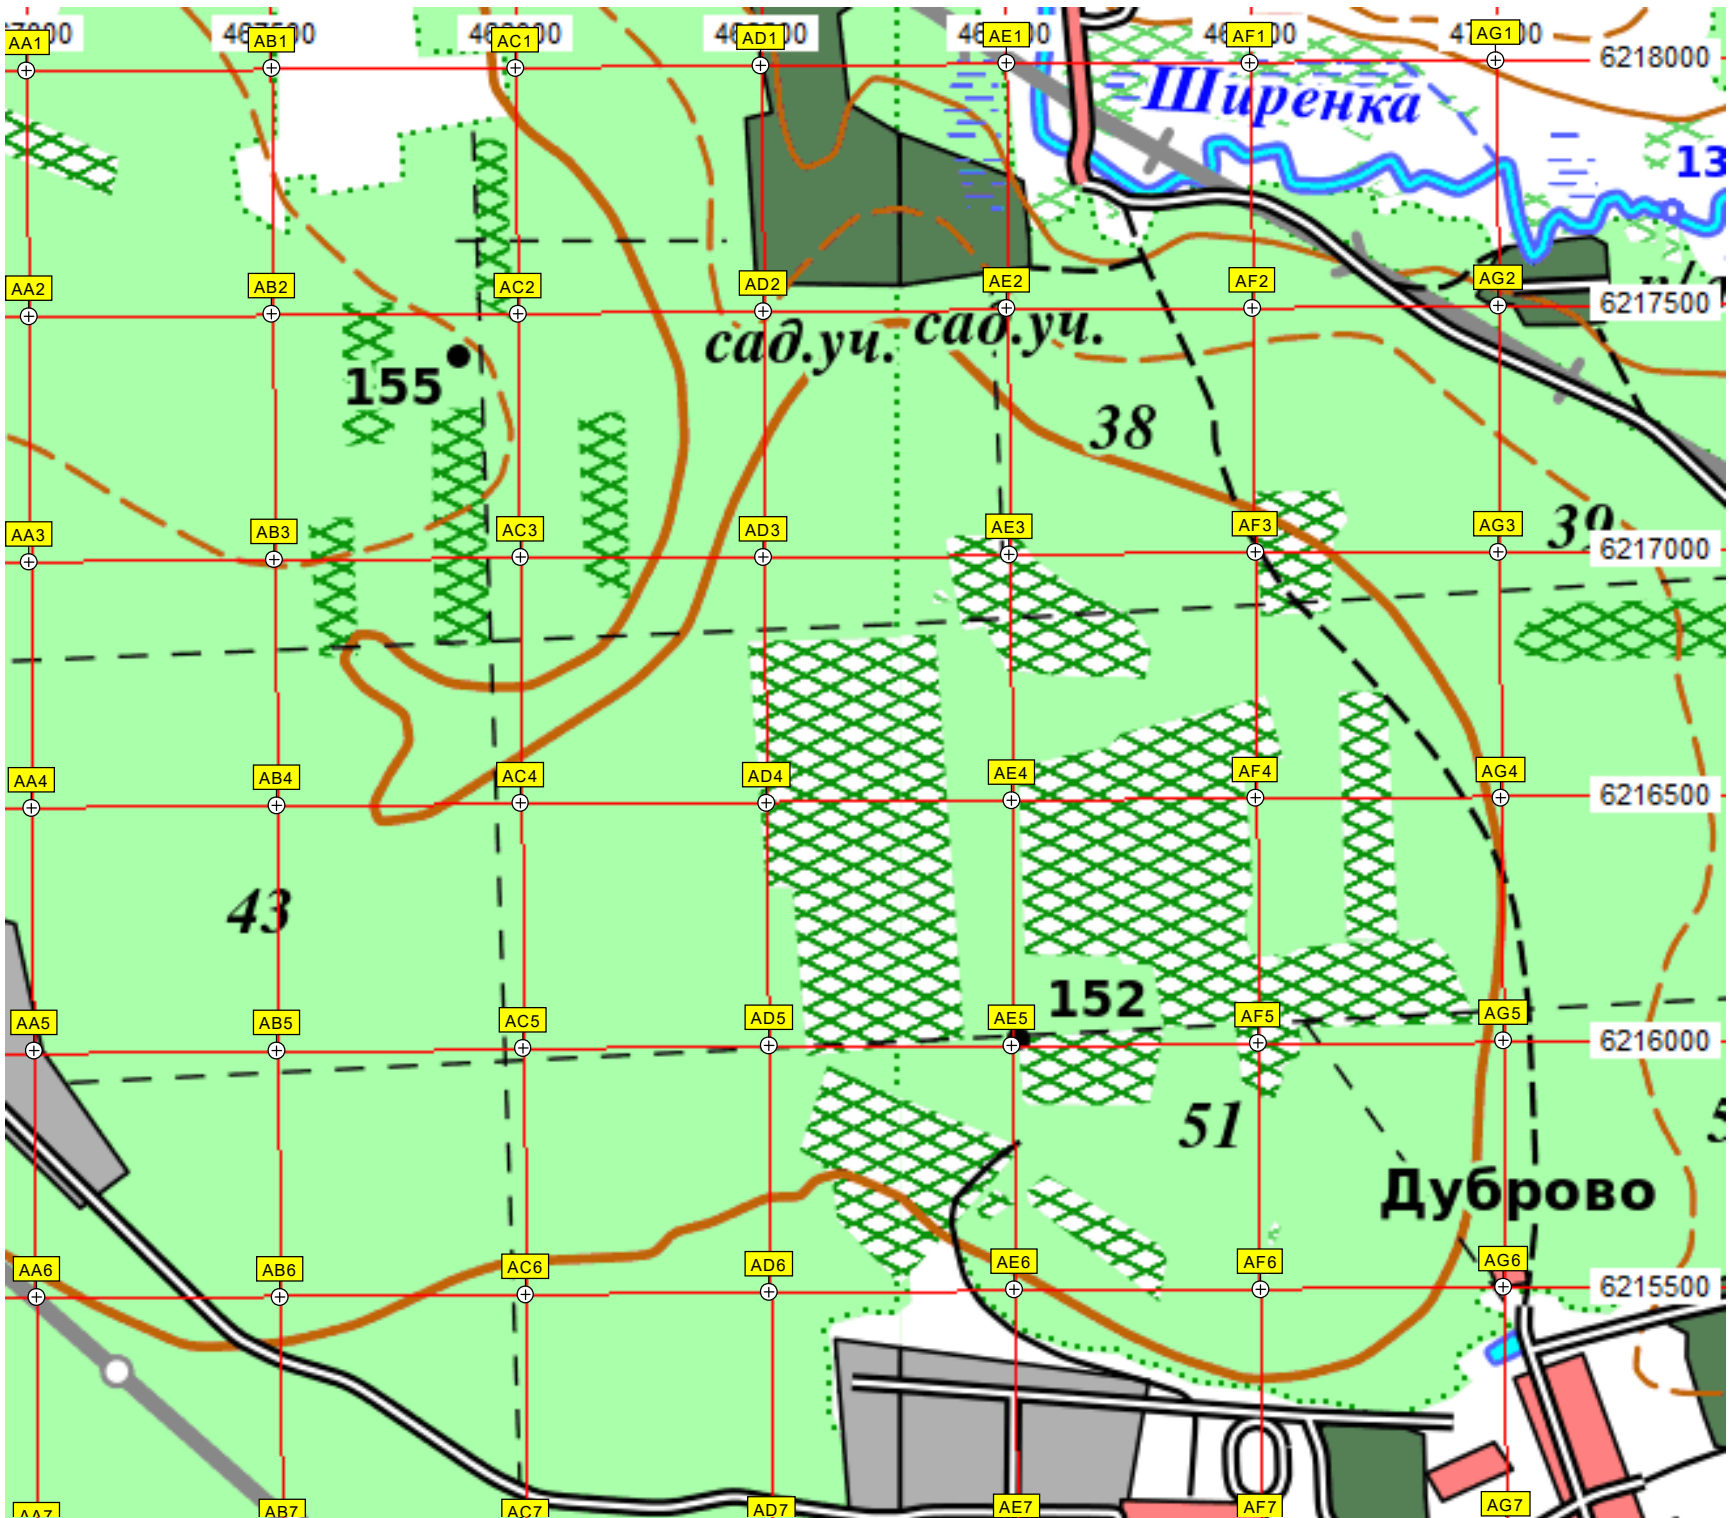 AA1 AB1 AC1 AD1 AE1 AF1 AG1
6218000
Ширенка
13
AA2 AB2 AC2 AD2 AE2 AF2 AG2
6217500
сад.уч. сад.уч.
155
38
39
AA3 AB3 AC3 AD3 AE3 AF3 AG3
6217000
AA4 AB4 AC4 AD4 AE4 AF4 AG4
6216500
43
152
AA5 AB5 AC5 AD5 AE5 AF5 AG5
6216000
51
5
Дуброво
AA6 AB6 AC6 AD6 AE6 AF6 AG6
6215500
AA7 AB7 AC7 AD7 AE7 AF7 AG7